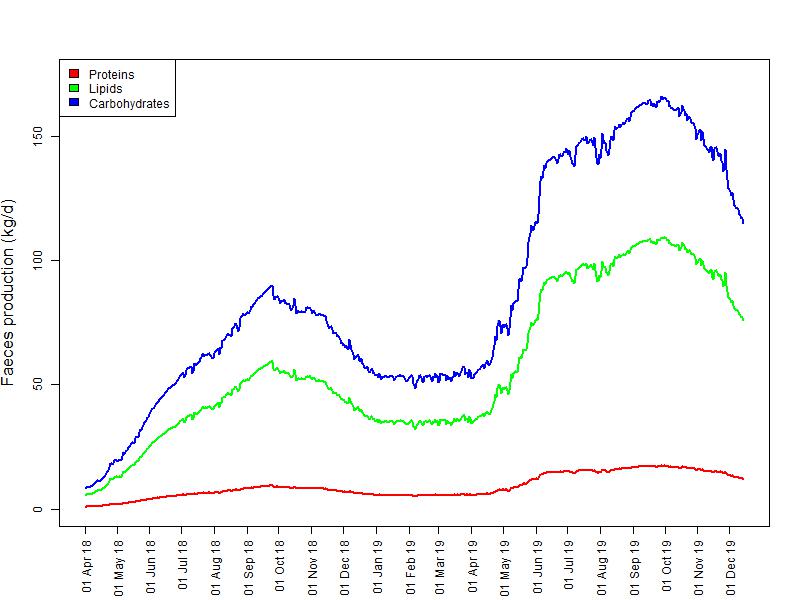 Proteins
Lipids
Carbohydrates
Faeces production (kg/d)
150
100
50
0
01 Apr 18
01 May 18
01 Jun 18
01 Jul 18
01 Aug 18
01 Sep 18
01 Oct 18
01 Nov 18
01 Dec 18
01 Jan 19
01 Feb 19
01 Mar 19
01 Apr 19
01 May 19
01 Jun 19
01 Jul 19
01 Aug 19
01 Sep 19
01 Oct 19
01 Nov 19
01 Dec 19